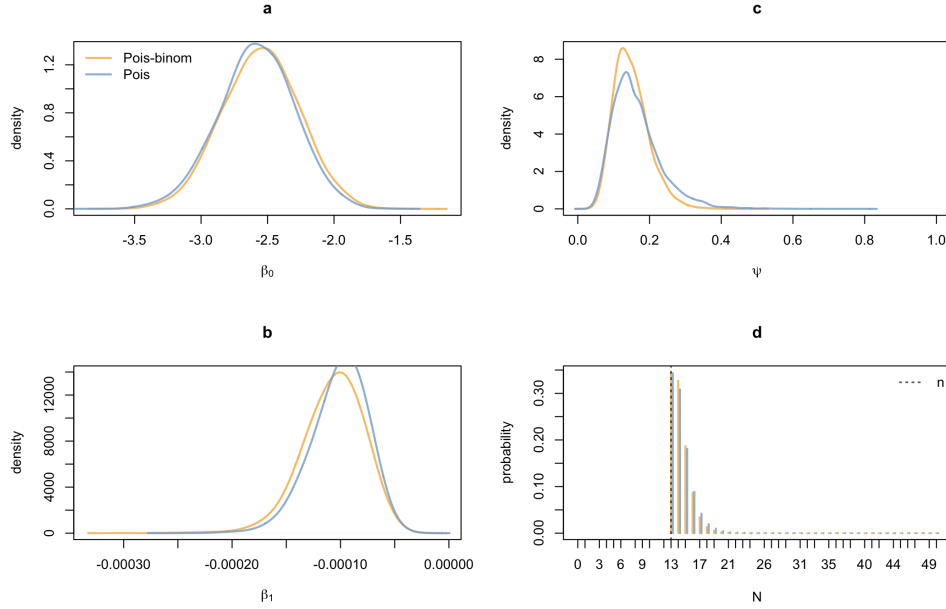 a
density
0.0 0.4 0.8 1.2
Pois-binom
Pois
-3.5 -3.0 -2.5 -2.0 -1.5
β0
c
density
0 2 4 6 8
0.0 0.2 0.4 0.6 0.8 1.0
ψ
b
density
0 4000 8000 12000
-0.00030 -0.00020 -0.00010 0.00000
β1
d
probability
0.00 0.10 0.20 0.30
n
0 3 6 9 13 17 21 26 31 35 40 44 49
N